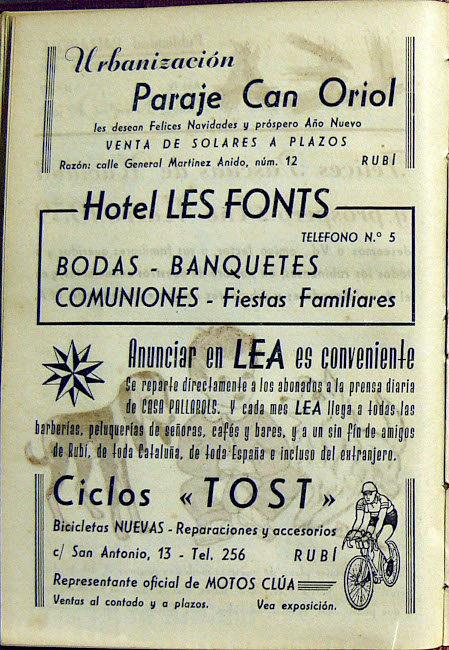 Urbanización
Paraje Can Oriol
les desean Felices Navidades y próspero Año Nuevo
VENTA DE SOLARES A PLAZOS
Razón: calle General Martinez Anido, núm. 12 RUBÍ
Hotel LES FONTS
TELEFONO N.° 5
BODAS BANQUETES
COMUNIONES - Fiestas Familiares
Anunciar en LEA es conveniente
Se reparte directamente a los abonados a la prensa diaria
de CASA PALLAROLS. Y cada mes LEA llega a todas las
barberías, peluquerías de señoras, cafés y bares, y a un sin fín de amigos
de Rubí, de toda Cataluña, de toda España e incluso del extranjero.
Ciclos «TOST»
Bicicletas NUEVAS - Reparaciones y accesorios
c/ San Antonio, 13 - Tel. 256 RUBÍ
Representante oficial de MOTOS CLÚA
Ventas al contado y a plazos. Vea exposición.